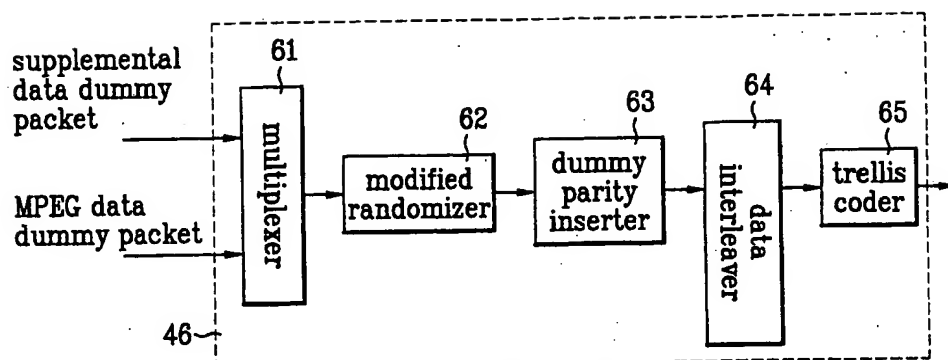 supplemental
data dummy
packet
MPEG data
dummy packet
61
multiplexer
62
modified
randomizer
63
dummy
parity
inserter
64
data
interleaver
65
trellis
coder
46